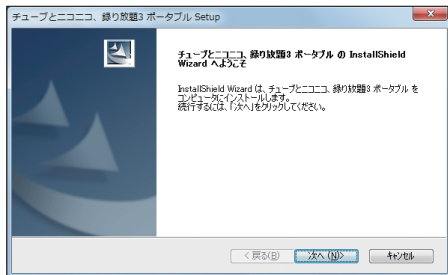 チューブとニコニコ、録り放題3 ポータブル Setup
チューブとニコニコ、録り放題3 ポータブル の InstallShield
Wizard へようこそ
InstallShield Wizard は、チューブとニコニコ、録り放題3 ポータブル を
コンピュータにインストールします。
続行するには、「次へ」をクリックしてください。
< 戻る(B)
次へ (N)>
キャンセル